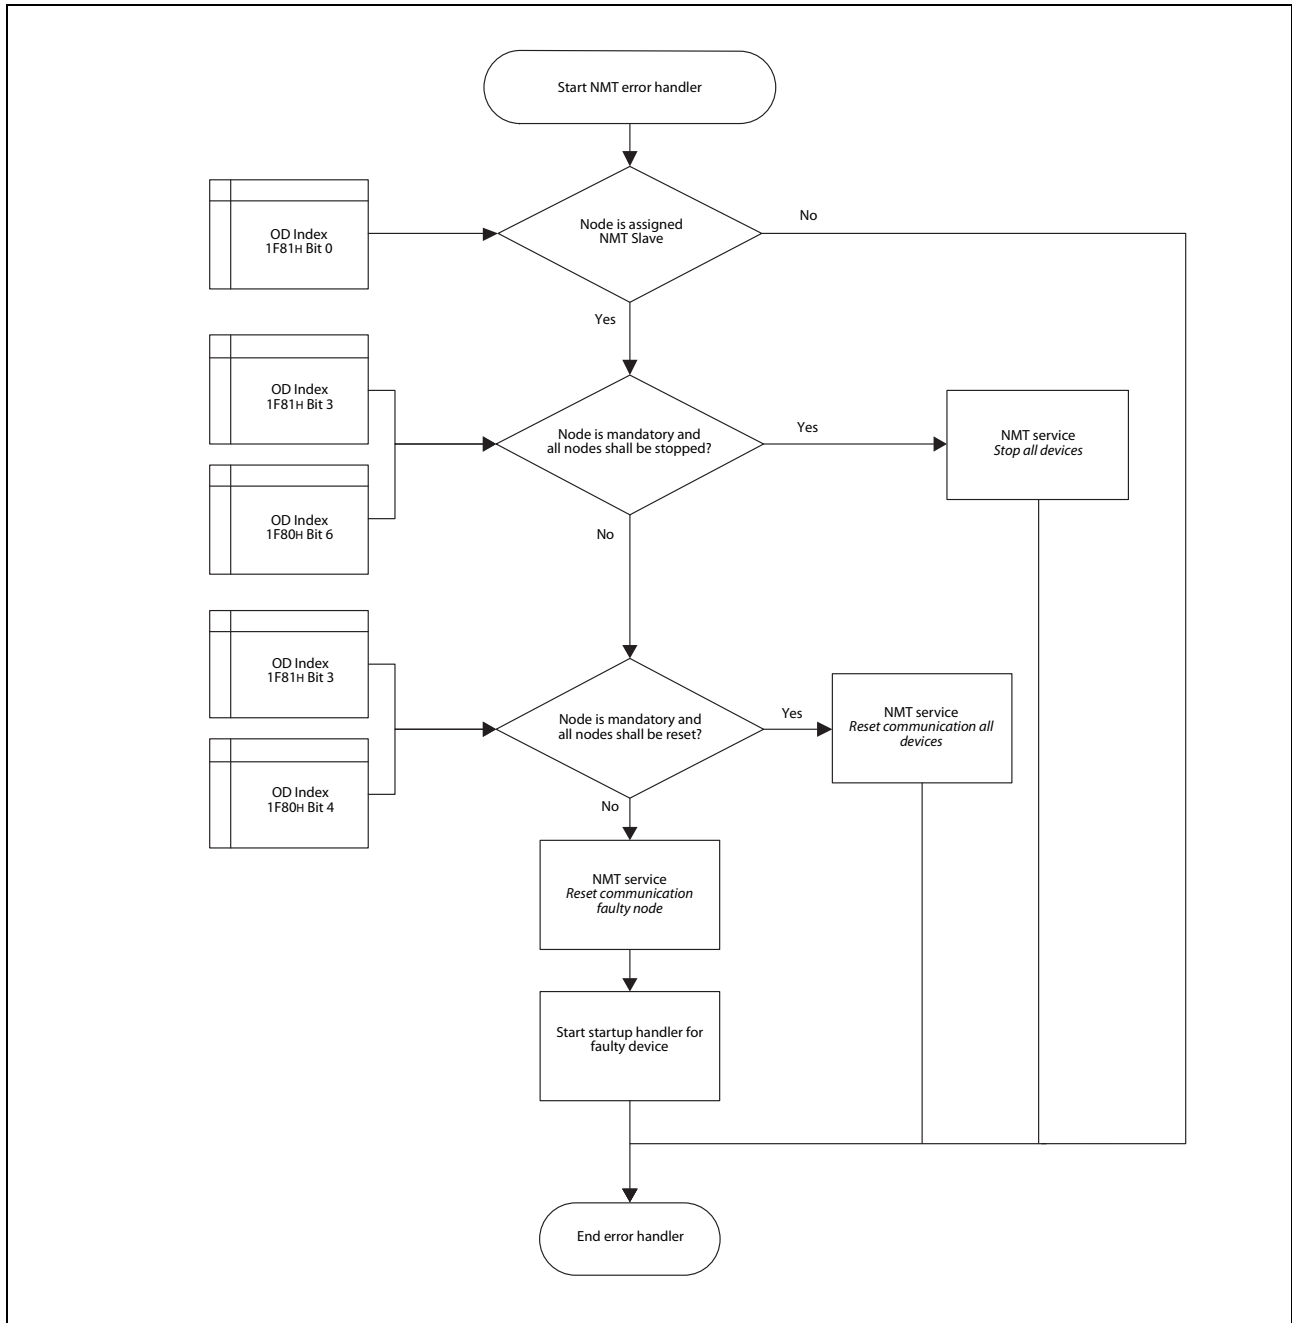 Start NMT error handler
OD Index
1F81H Bit 0
Node is assigned
NMT Slave
No
Yes
OD Index
1F81H Bit 3
OD Index
1F80H Bit 6
Node is mandatory and
all nodes shall be stopped?
Yes
NMT service
Stop all devices
No
OD Index
1F81H Bit 3
OD Index
1F80H Bit 4
Node is mandatory and
all nodes shall be reset?
Yes
NMT service
Reset communication all
devices
No
NMT service
Reset communication
faulty node
Start startup handler for
faulty device
End error handler